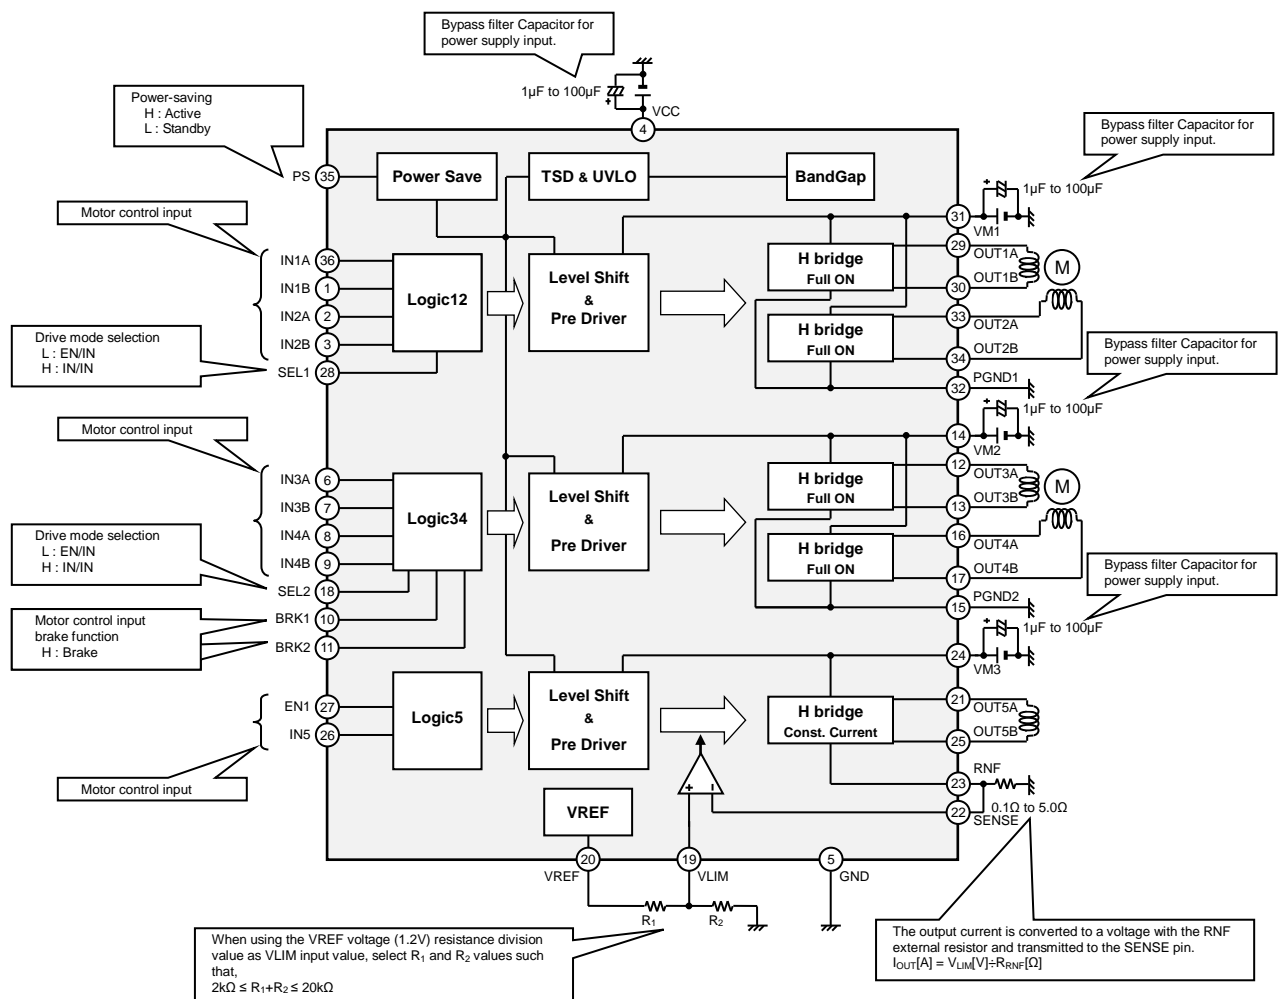 Bypass filter Capacitor for
power supply input.
1µF to 100µF
+
VCC
4
Power-saving
H : Active
L : Standby
PS
35
Power Save
TSD & UVLO
BandGap
Bypass filter Capacitor for
power supply input.
+
1µF to 100µF
31
VM1
Motor control input
IN1A
36
IN1B
1
IN2A
2
IN2B
3
SEL1
28
Logic12
Level Shift
&
Pre Driver
H bridge
Full ON
H bridge
Full ON
29
OUT1A
OUT1B
30
M
33
OUT2A
OUT2B
34
32
PGND1
Drive mode selection
L : EN/IN
H : IN/IN
Bypass filter Capacitor for
power supply input.
+
1µF to 100µF
14
VM2
Motor control input
IN3A
6
IN3B
7
IN4A
8
IN4B
9
SEL2
18
BRK1
10
BRK2
11
Logic34
Level Shift
&
Pre Driver
H bridge
Full ON
H bridge
Full ON
12
OUT3A
OUT3B
13
M
16
OUT4A
OUT4B
17
15
PGND2
Drive mode selection
L : EN/IN
H : IN/IN
Motor control input
brake function
H : Brake
Bypass filter Capacitor for
power supply input.
+
1µF to 100µF
24
VM3
EN1
27
IN5
26
Logic5
Level Shift
&
Pre Driver
H bridge
Const. Current
21
OUT5A
OUT5B
25
Motor control input
RNF
23
0.1Ω to 5.0Ω
22
SENSE
+
−
VREF
20
VREF
19
VLIM
5
GND
R1
R2
When using the VREF voltage (1.2V) resistance division
value as VLIM input value, select R1 and R2 values such
that,
2kΩ ≤ R1+R2 ≤ 20kΩ
The output current is converted to a voltage with the RNF
external resistor and transmitted to the SENSE pin.
IOUT[A] = VLIM[V]÷RRNF[Ω]